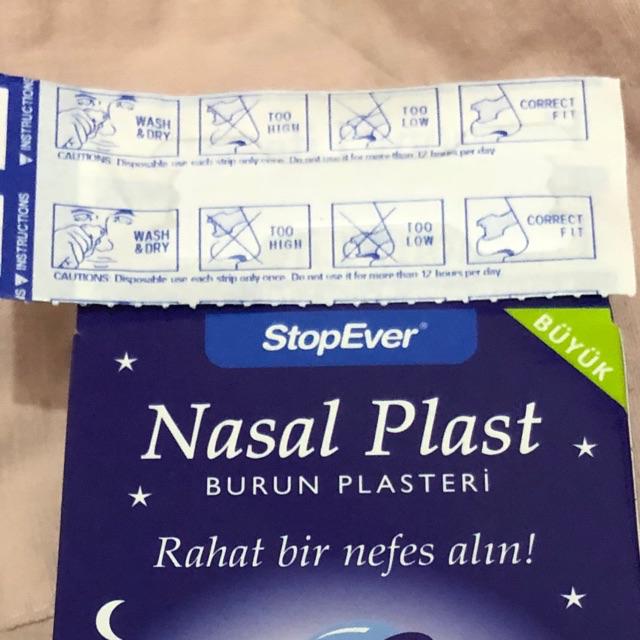 INSTRUCTIONS
WASH
& DRY
TOO
HIGH
TOO
LOW
CORRECT
FIT
CAUTIONS: Disposable use each strip only once. Do not use it for more than 12 hours per day
INSTRUCTIONS
WASH
& DRY
TOO
HIGH
TOO
LOW
CORRECT
FIT
CAUTIONS: Disposable use each strip only once. Do not use it for more than 12 hours per day
StopEver®
BÜYÜK
Nasal Plast
BURUN PLASTERİ
Rahat bir nefes alın!